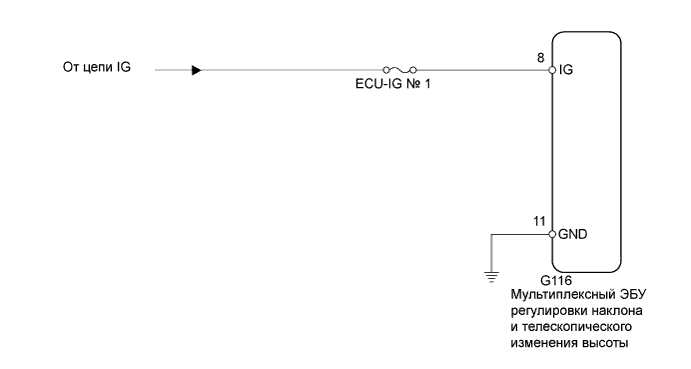 От цепи IG
ECU-IG № 1
8
IG
11
GND
G116
Мультиплексный ЭБУ
регулировки наклона
и телескопического
изменения высоты